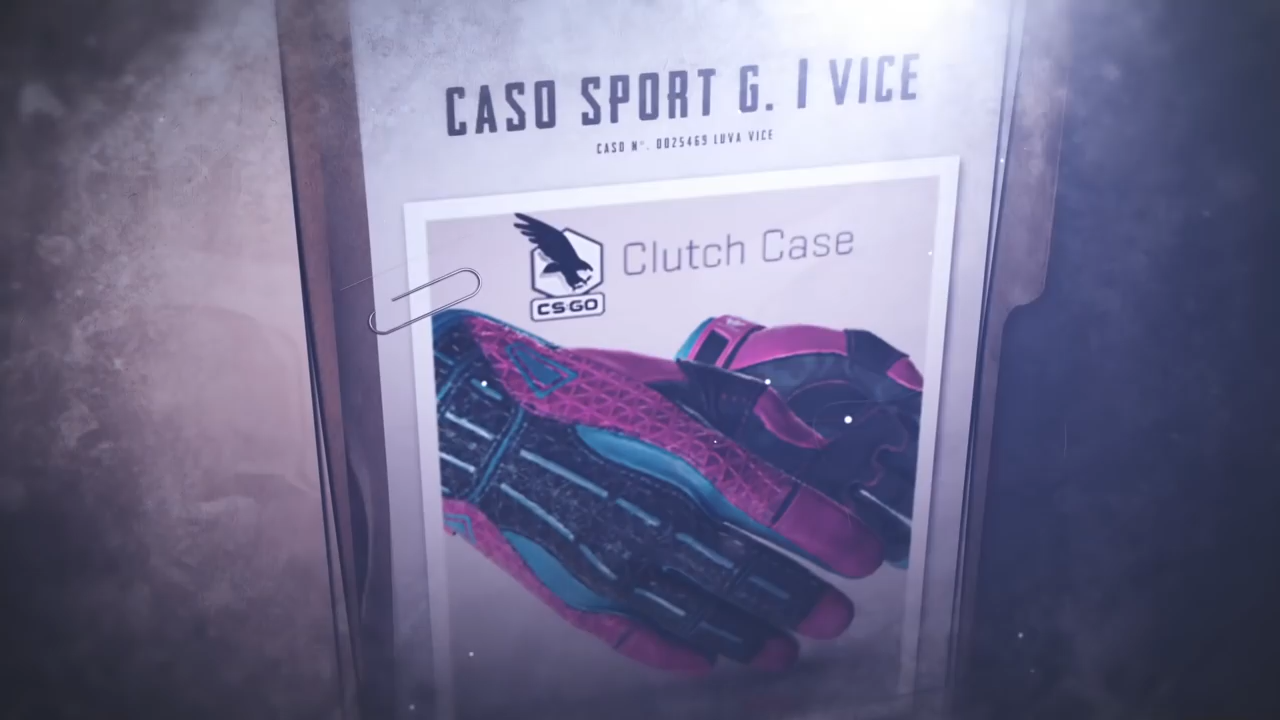 CASO SPORT G. | VICE
CASO Nº. 0025469 LUVA VICE
Clutch Case
CS:GO